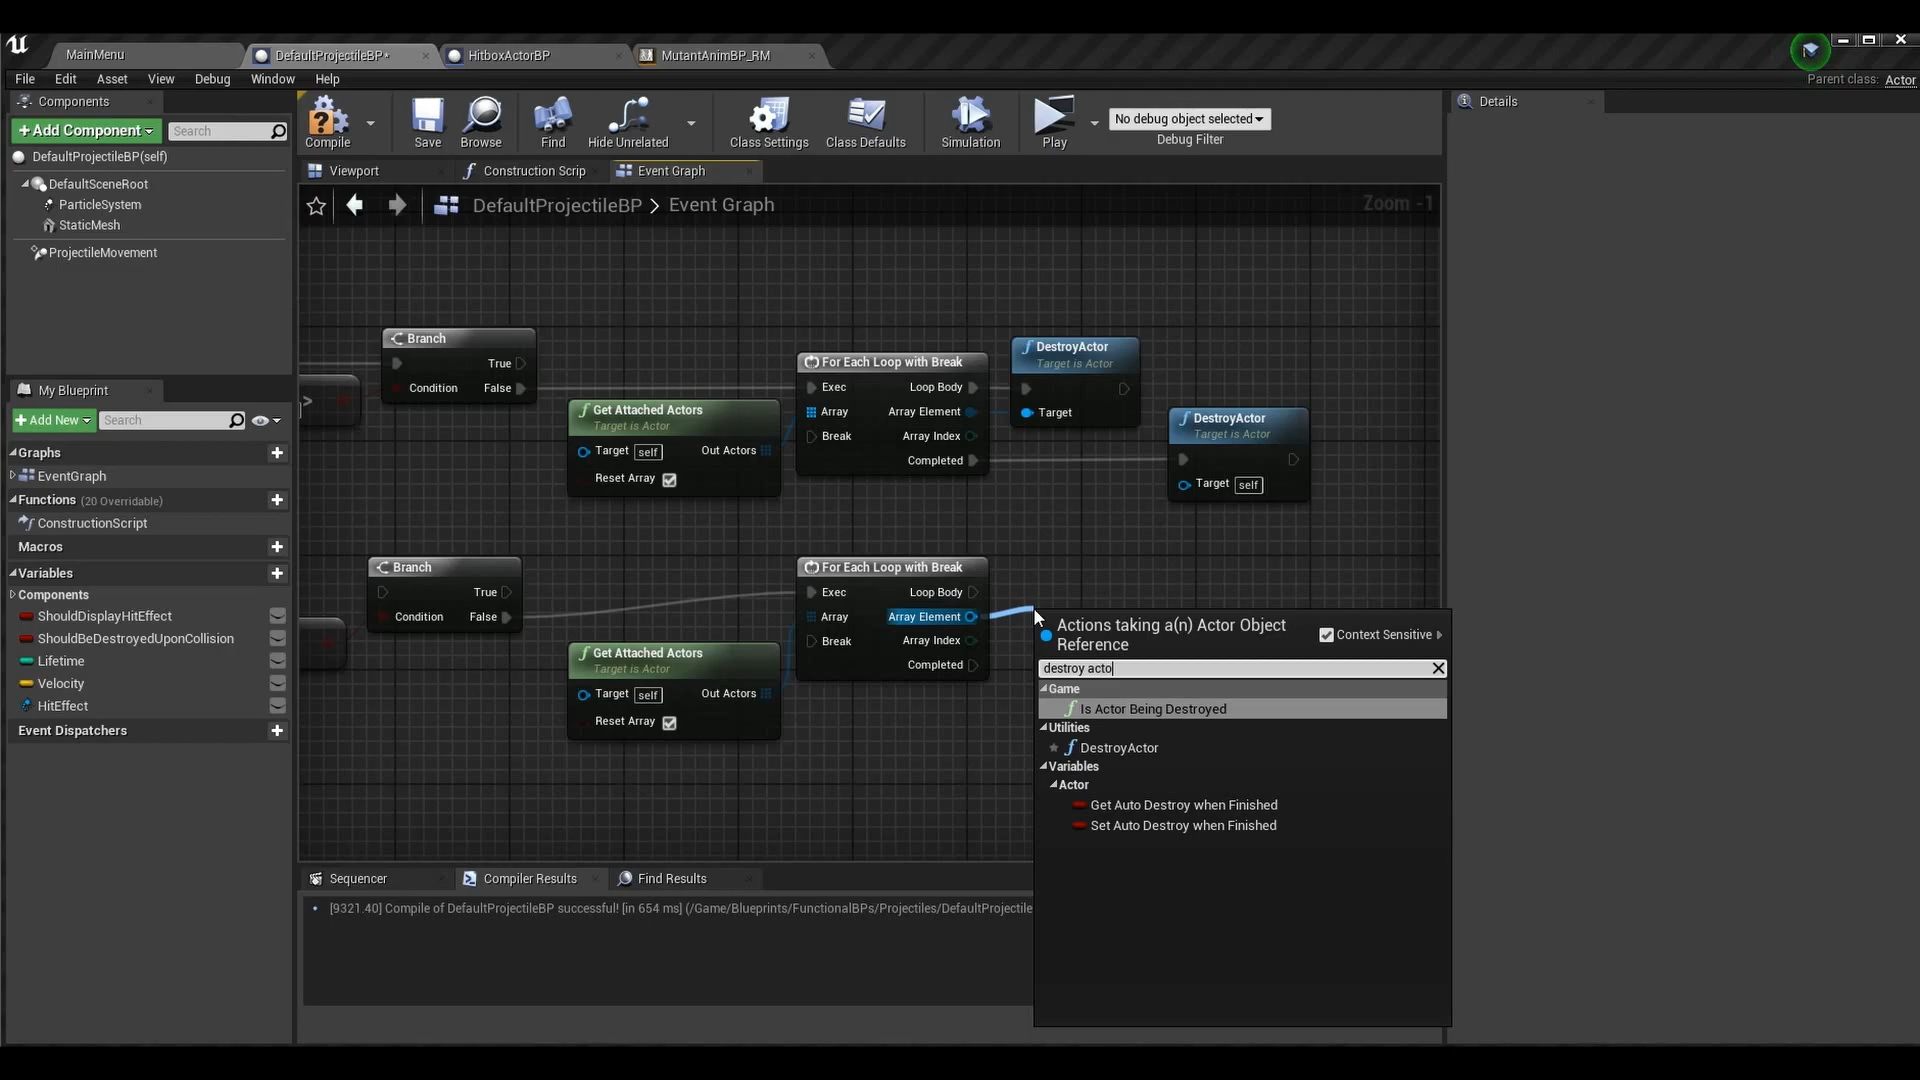 MainMenu
DefaultProjectileBP*
HitboxActorBP
MutantAnimBP_RM
File Edit Asset View Debug Window Help
Parent class: Actor
Components
+Add Component
Search
DefaultProjectileBP(self)
DefaultSceneRoot
ParticleSystem
StaticMesh
ProjectileMovement
Compile
Save
Browse
Find
Hide Unrelated
Class Settings
Class Defaults
Simulation
Play
No debug object selected
Debug Filter
Details
Viewport
Construction Scrip
Event Graph
DefaultProjectileBP > Event Graph
Zoom -1
My Blueprint
+Add New
Search
Graphs
EventGraph
Functions (20 Overridable)
ConstructionScript
Macros
Variables
Components
ShouldDisplayHitEffect
ShouldBeDestroyedUponCollision
Lifetime
Velocity
HitEffect
Event Dispatchers
Branch
True
Condition False
Get Attached Actors
Target is Actor
Target self Out Actors
Reset Array
For Each Loop with Break
Exec Loop Body
Array Array Element
Break Array Index
Completed
DestroyActor
Target is Actor
Target
DestroyActor
Target is Actor
Target self
Branch
True
Condition False
Get Attached Actors
Target is Actor
Target self Out Actors
Reset Array
For Each Loop with Break
Exec Loop Body
Array Array Element
Break Array Index
Completed
Actions taking a(n) Actor Object
Reference
Context Sensitive
destroy acto
Game
Is Actor Being Destroyed
Utilities
DestroyActor
Variables
Actor
Get Auto Destroy when Finished
Set Auto Destroy when Finished
Sequencer
Compiler Results
Find Results
[9321.40] Compile of DefaultProjectileBP successful! [in 654 ms] (/Game/Blueprints/FunctionalBPs/Projectiles/DefaultProjectile